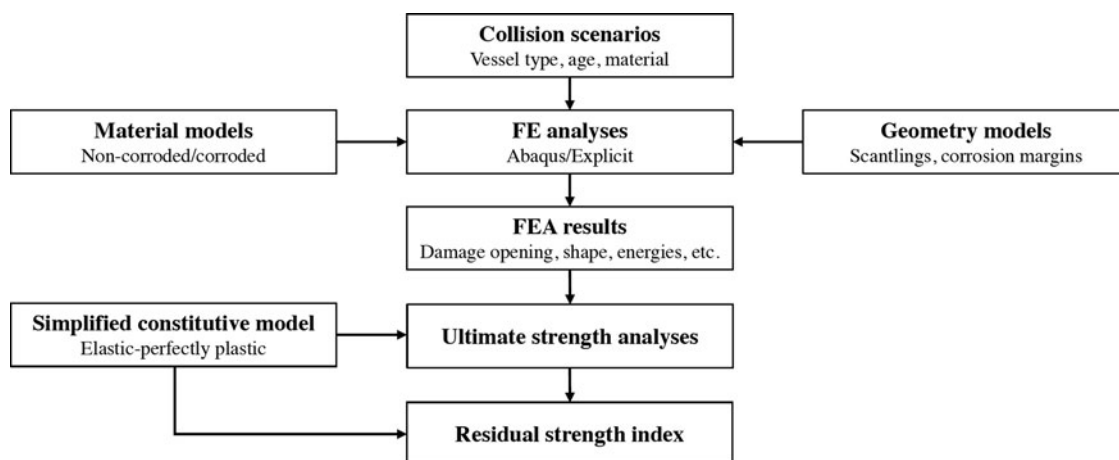 Collision scenarios
Vessel type, age, material
Material models
Non-corroded/corroded
FE analyses
Abaqus/Explicit
Geometry models
Scantlings, corrosion margins
FEA results
Damage opening, shape, energies, etc.
Simplified constitutive model
Elastic-perfectly plastic
Ultimate strength analyses
Residual strength index